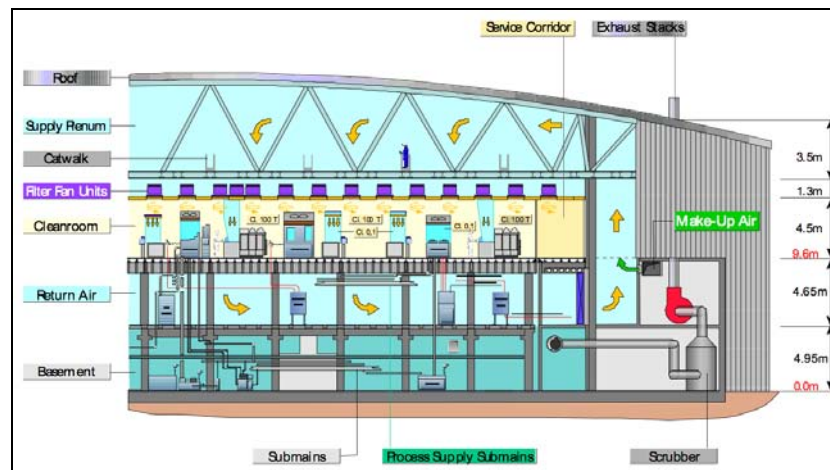 Service Corridor
Exhaust Stacks
Roof
Supply Plenum
Catwalk
3.5m
Filter Fan Units
1.3m
Cleanroom
Cl. 100 T
Cl. 100 T
Cl. 100 T
Cl. 0,1
Cl. 0,1
4.5m
Make-Up Air
9.6m
Return Air
4.65m
Basement
4.95m
0.0m
Submains
Process Supply Submains
Scrubber